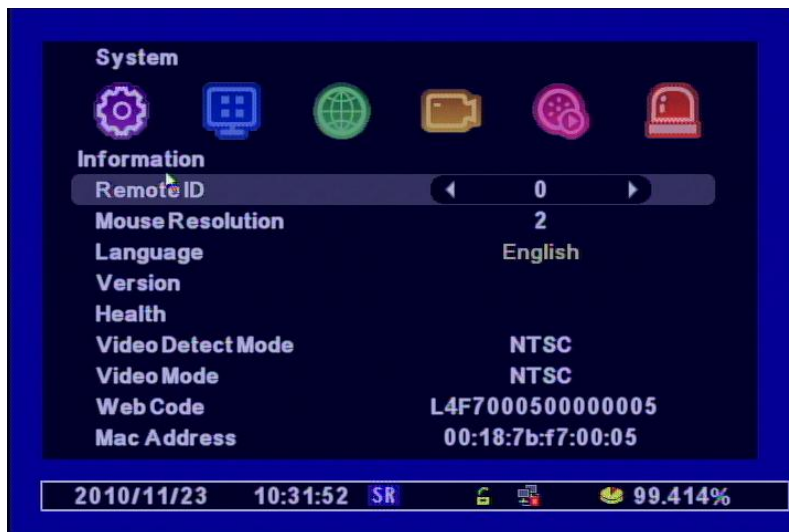 System
Information
Remote ID 0
Mouse Resolution 2
Language English
Version
Health
Video Detect Mode NTSC
Video Mode NTSC
Web Code L4F7000500000005
Mac Address 00:18:7b:f7:00:05
2010/11/23 10:31:52 SR 99.414%